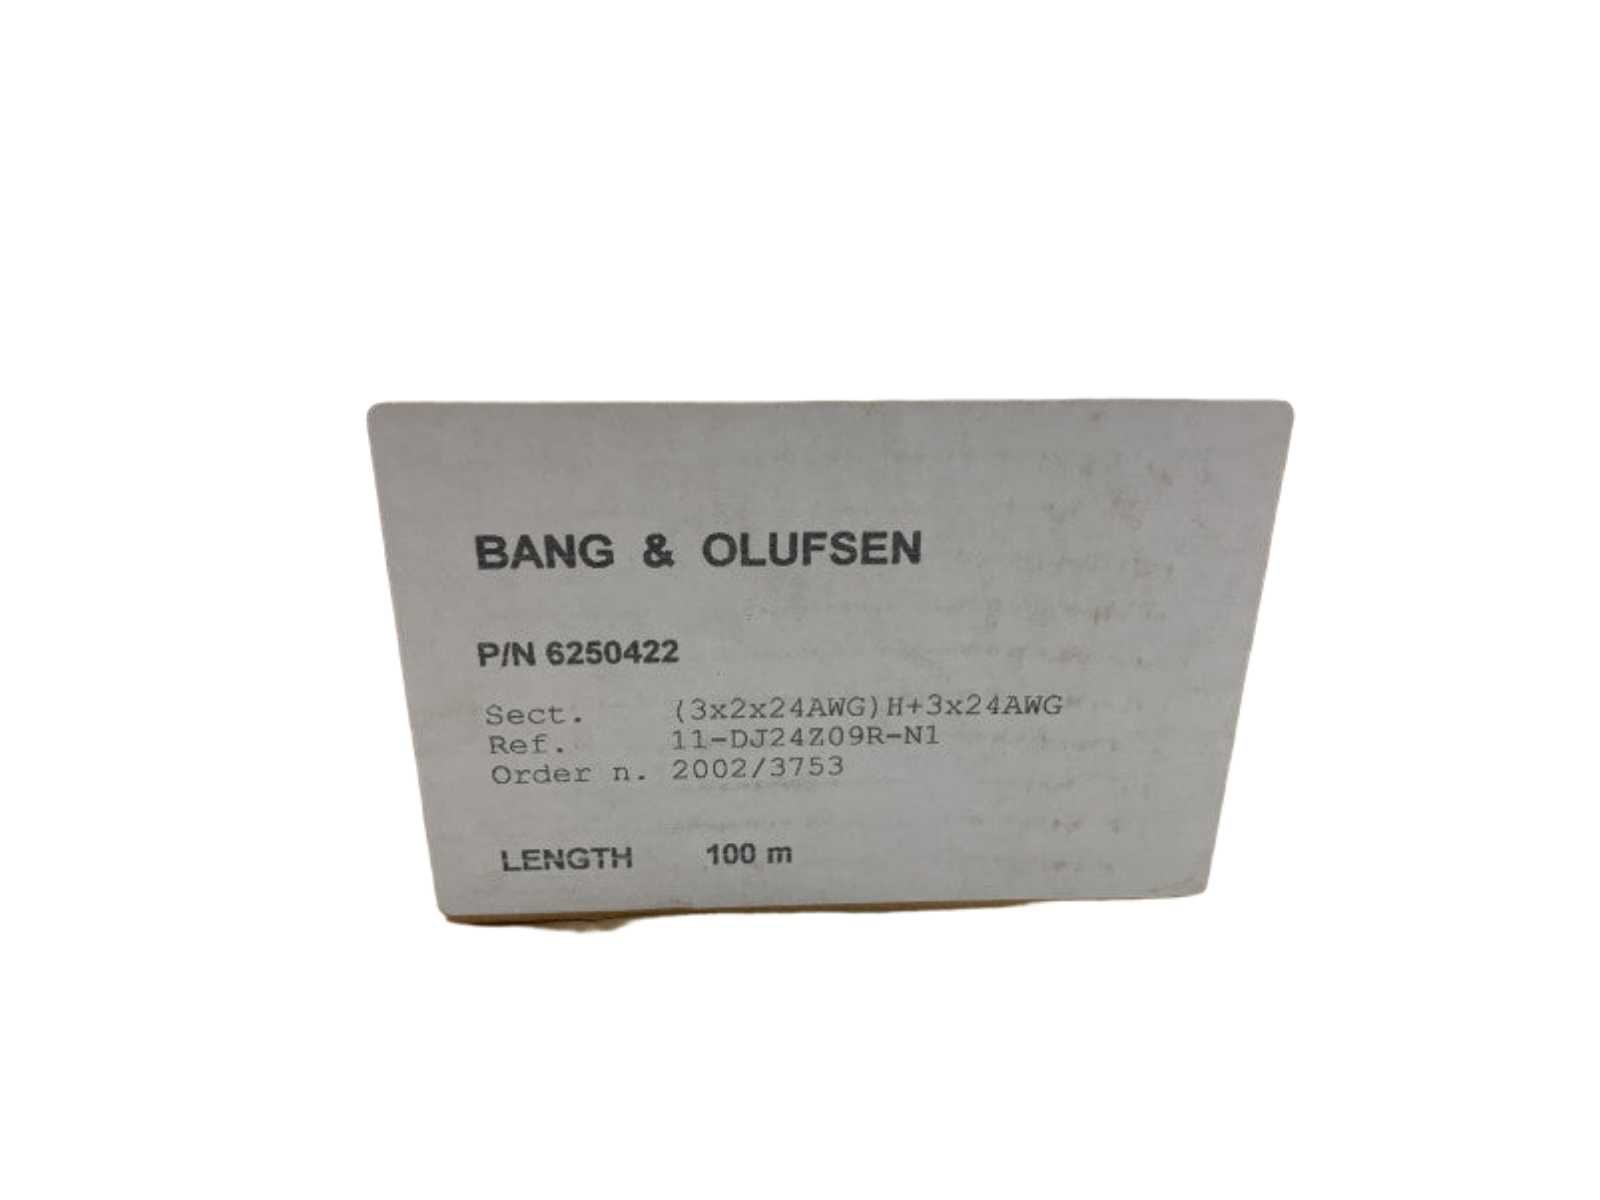 BANG & OLUFSEN
P/N 6250422
Sect. (3x2x24AWG)H+3x24AWG
Ref. 11-DJ24Z09R-N1
Order n. 2002/3753
LENGTH 100 m